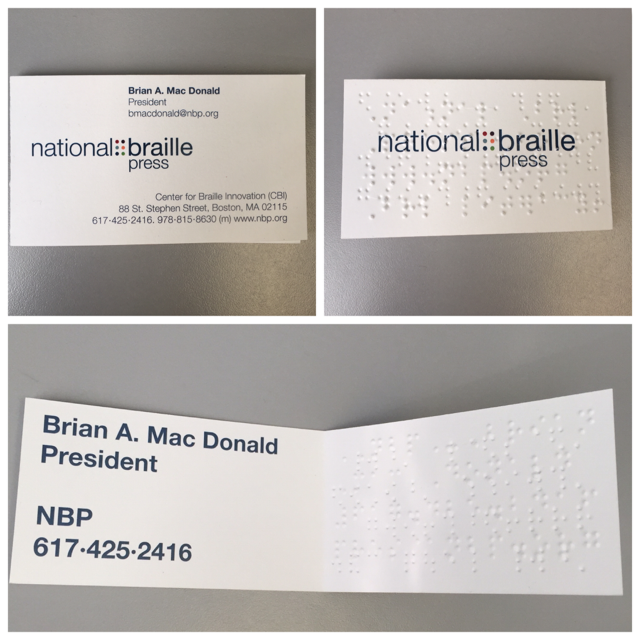 Brian A. Mac Donald
President
bmacdonald@nbp.org
national braille
press
Center for Braille Innovation (CBI)
88 St. Stephen Street, Boston, MA 02115
617·425·2416. 978-815-8630 (m) www.nbp.org
national braille
press
Brian A. Mac Donald
President
NBP
617·425·2416